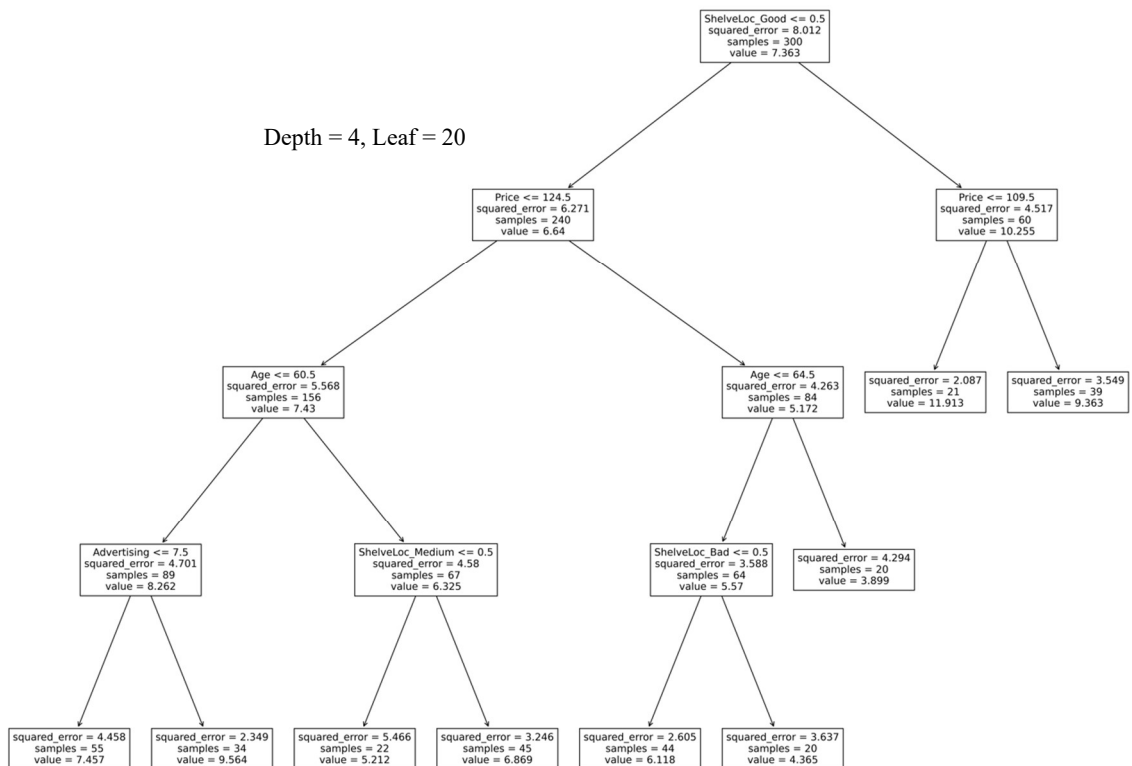 ShelveLoc_Good <= 0.5
squared_error = 8.012
samples = 300
value = 7.363
Depth = 4, Leaf = 20
Price <= 124.5
squared_error = 6.271
samples = 240
value = 6.64
Price <= 109.5
squared_error = 4.517
samples = 60
value = 10.255
Age <= 60.5
squared_error = 5.568
samples = 156
value = 7.43
Age <= 64.5
squared_error = 4.263
samples = 84
value = 5.172
squared_error = 2.087
samples = 21
value = 11.913
squared_error = 3.549
samples = 39
value = 9.363
Advertising <= 7.5
squared_error = 4.701
samples = 89
value = 8.262
ShelveLoc_Medium <= 0.5
squared_error = 4.58
samples = 67
value = 6.325
ShelveLoc_Bad <= 0.5
squared_error = 3.588
samples = 64
value = 5.57
squared_error = 4.294
samples = 20
value = 3.899
squared_error = 4.458
samples = 55
value = 7.457
squared_error = 2.349
samples = 34
value = 9.564
squared_error = 5.466
samples = 22
value = 5.212
squared_error = 3.246
samples = 45
value = 6.869
squared_error = 2.605
samples = 44
value = 6.118
squared_error = 3.637
samples = 20
value = 4.365